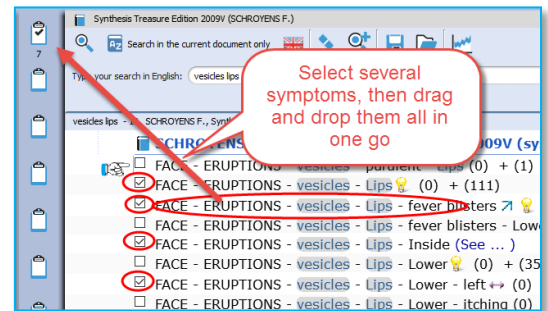 Synthesis Treasure Edition 2009V (SCHROYENS F.)
AZ Search in the current document only
7
Type your search in English: vesicles lips
Select several
symptoms, then drag
and drop them all in
one go
vesicles lips - SCHROYENS F., Synt
SCHROYENS 2009V (sy
FACE - ERUPTIONS - vesicles - purulent - Lips (0) + (1)
FACE - ERUPTIONS - vesicles - Lips (0) + (111)
FACE - ERUPTIONS - vesicles - Lips - fever blisters
FACE - ERUPTIONS - vesicles - Lips - fever blisters - Low
FACE - ERUPTIONS - vesicles - Lips - Inside (See ... )
FACE - ERUPTIONS - vesicles - Lips - Lower (0) + (35
FACE - ERUPTIONS - vesicles - Lips - Lower - left ↔ (0)
FACE - ERUPTIONS - vesicles - Lips - Lower - itching (0)